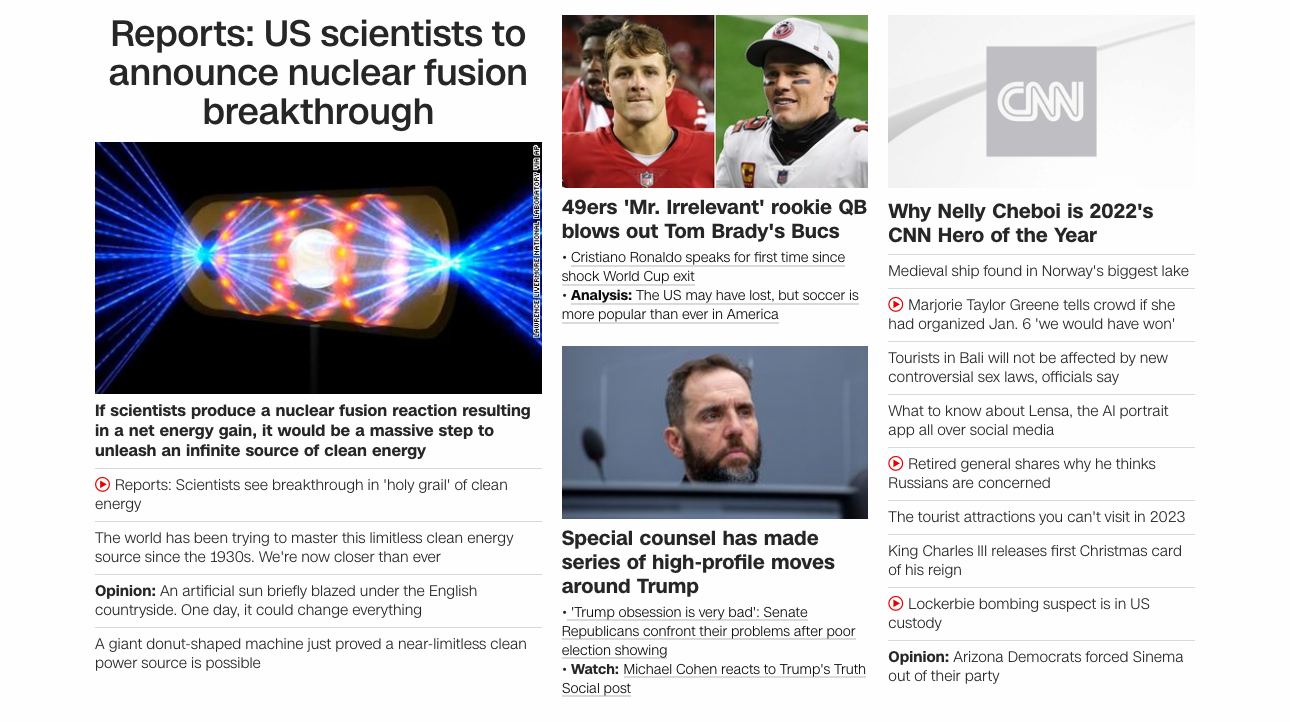 Reports: US scientists to
announce nuclear fusion
breakthrough
LAWRENCE LIVERMORE NATIONAL LABORATORY VIA AP
If scientists produce a nuclear fusion reaction resulting
in a net energy gain, it would be a massive step to
unleash an infinite source of clean energy
Reports: Scientists see breakthrough in 'holy grail' of clean
energy
The world has been trying to master this limitless clean energy
source since the 1930s. We're now closer than ever
Opinion: An artificial sun briefly blazed under the English
countryside. One day, it could change everything
A giant donut-shaped machine just proved a near-limitless clean
power source is possible
49ers 'Mr. Irrelevant' rookie QB
blows out Tom Brady's Bucs
• Cristiano Ronaldo speaks for first time since
shock World Cup exit
• Analysis: The US may have lost, but soccer is
more popular than ever in America
Special counsel has made
series of high-profile moves
around Trump
• 'Trump obsession is very bad': Senate
Republicans confront their problems after poor
election showing
• Watch: Michael Cohen reacts to Trump's Truth
Social post
CNN
Why Nelly Cheboi is 2022's
CNN Hero of the Year
Medieval ship found in Norway's biggest lake
Marjorie Taylor Greene tells crowd if she
had organized Jan. 6 'we would have won'
Tourists in Bali will not be affected by new
controversial sex laws, officials say
What to know about Lensa, the AI portrait
app all over social media
Retired general shares why he thinks
Russians are concerned
The tourist attractions you can't visit in 2023
King Charles III releases first Christmas card
of his reign
Lockerbie bombing suspect is in US
custody
Opinion: Arizona Democrats forced Sinema
out of their party